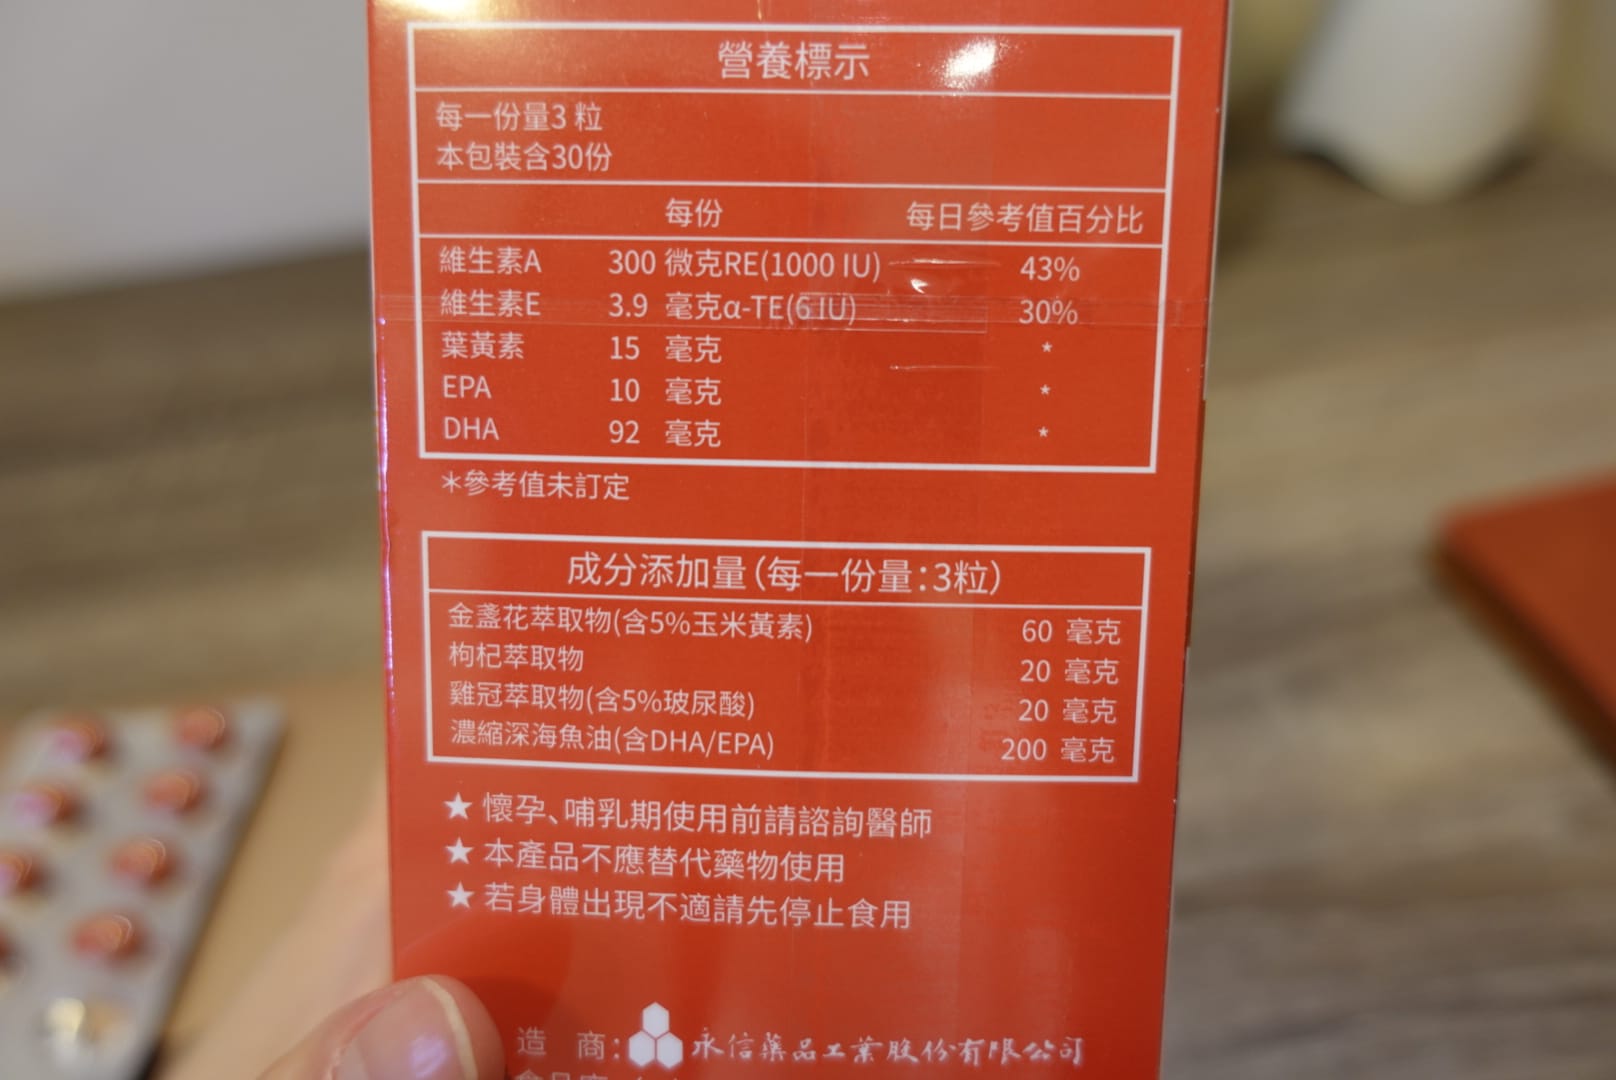 營養標示
每一份量3 粒
本包裝含30份
每份 每日參考值百分比
維生素A 300 微克RE(1000 IU) 43%
維生素E 3.9 毫克α-TE(6 IU) 30%
葉黃素 15 毫克 *
EPA 10 毫克 *
DHA 92 毫克 *
*參考值未訂定
成分添加量(每一份量:3粒)
金盞花萃取物(含5%玉米黃素) 60 毫克
枸杞萃取物 20 毫克
雞冠萃取物(含5%玻尿酸) 20 毫克
濃縮深海魚油(含DHA/EPA) 200 毫克
★ 懷孕、哺乳期使用前請諮詢醫師
★ 本產品不應替代藥物使用
★ 若身體出現不適請先停止食用
造 商: 永信藥品工業股份有限公司